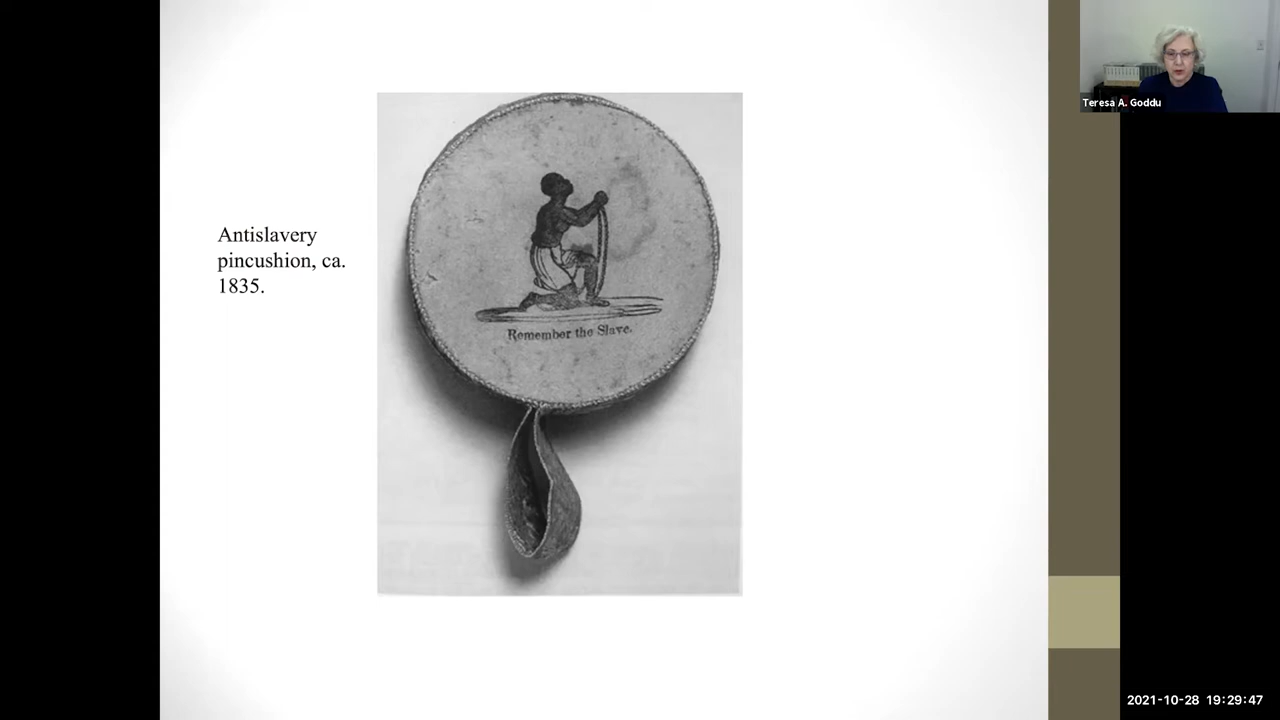 Antislavery
pincushion, ca.
1835.
Remember the Slave.
Teresa A. Goddu
2021-10-28 19:29:47